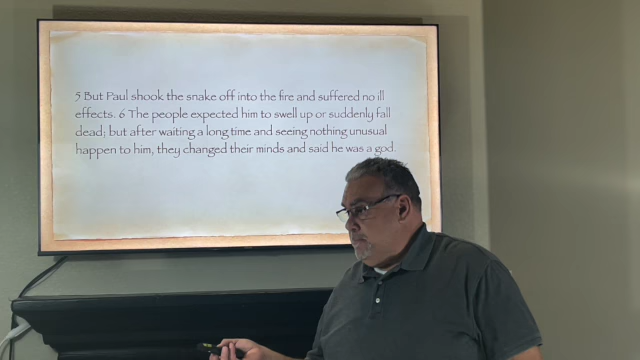 5 But Paul shook the snake off into the fire and suffered no ill
effects. 6 The people expected him to swell up or suddenly fall
dead; but after waiting a long time and seeing nothing unusual
happen to him, they changed their minds and said he was a god.